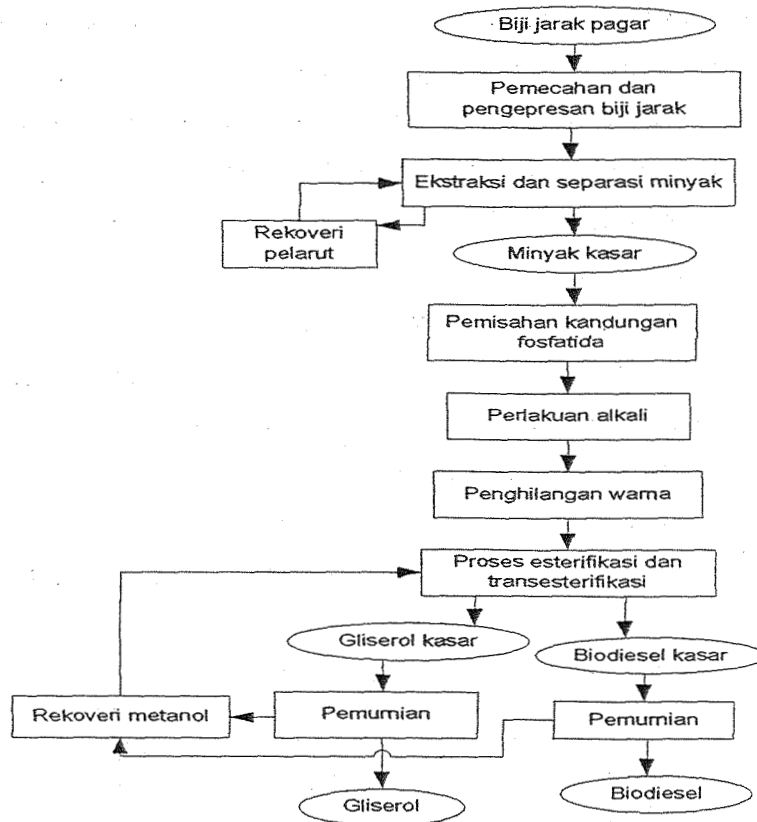 Biji jarak pagar
Pemecahan dan
pengepresan biji jarak
Ekstraksi dan separasi minyak
Rekoveri
pelarut
Minyak kasar
Pemisahan kandungan
fosfatida
Perlakuan alkali
Penghilangan warna
Proses esterifikasi dan
transesterifikasi
Gliserol kasar
Biodiesel kasar
Rekoveri metanol
Pemurnian
Pemurnian
Gliserol
Biodiesel